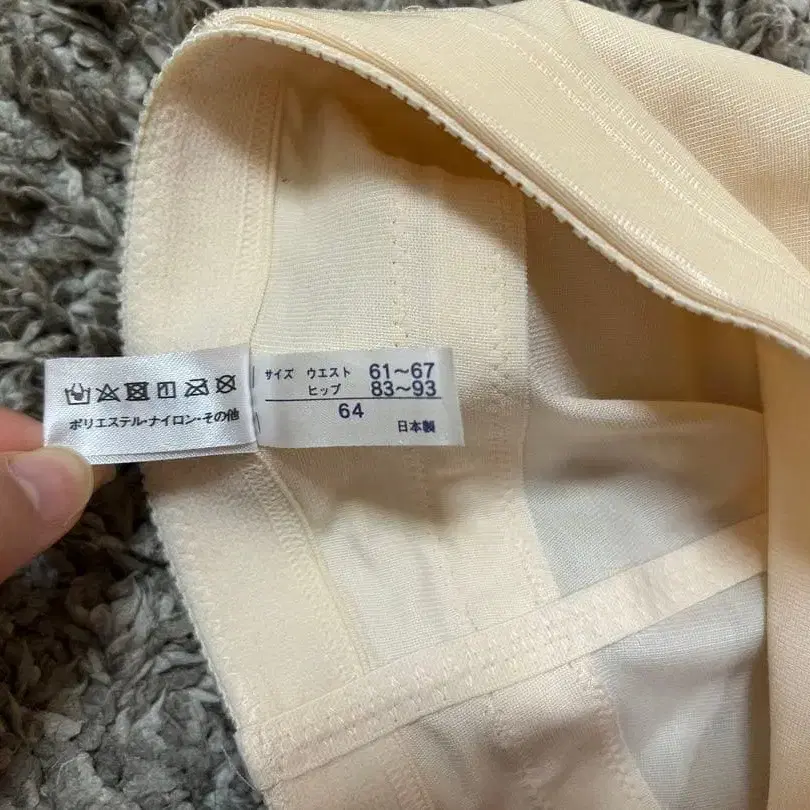 ポリエステル・ナイロン・その他
サイズ ウエスト 61〜67
ヒップ 83〜93
64
日本製